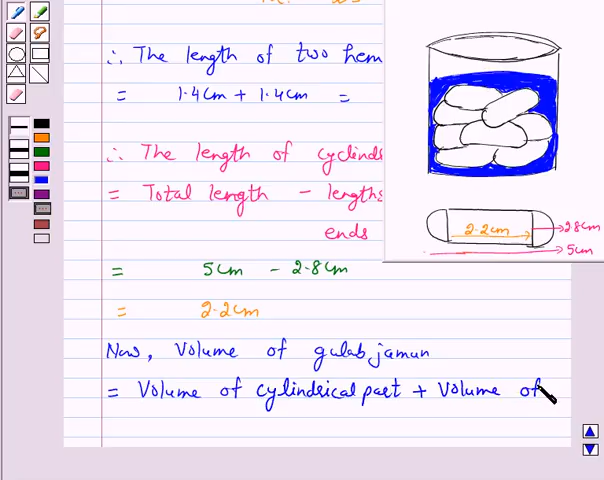 ∴ The length of two hem
= 1.4cm + 1.4cm =
∴ The length of cyclinds
= Total length - lengths
ends
= 5cm - 2.8cm
= 2.2cm
Now, Volume of gulab jamun
= Volume of cylindrical part + Volume of
2.2cm
2.8cm
5cm